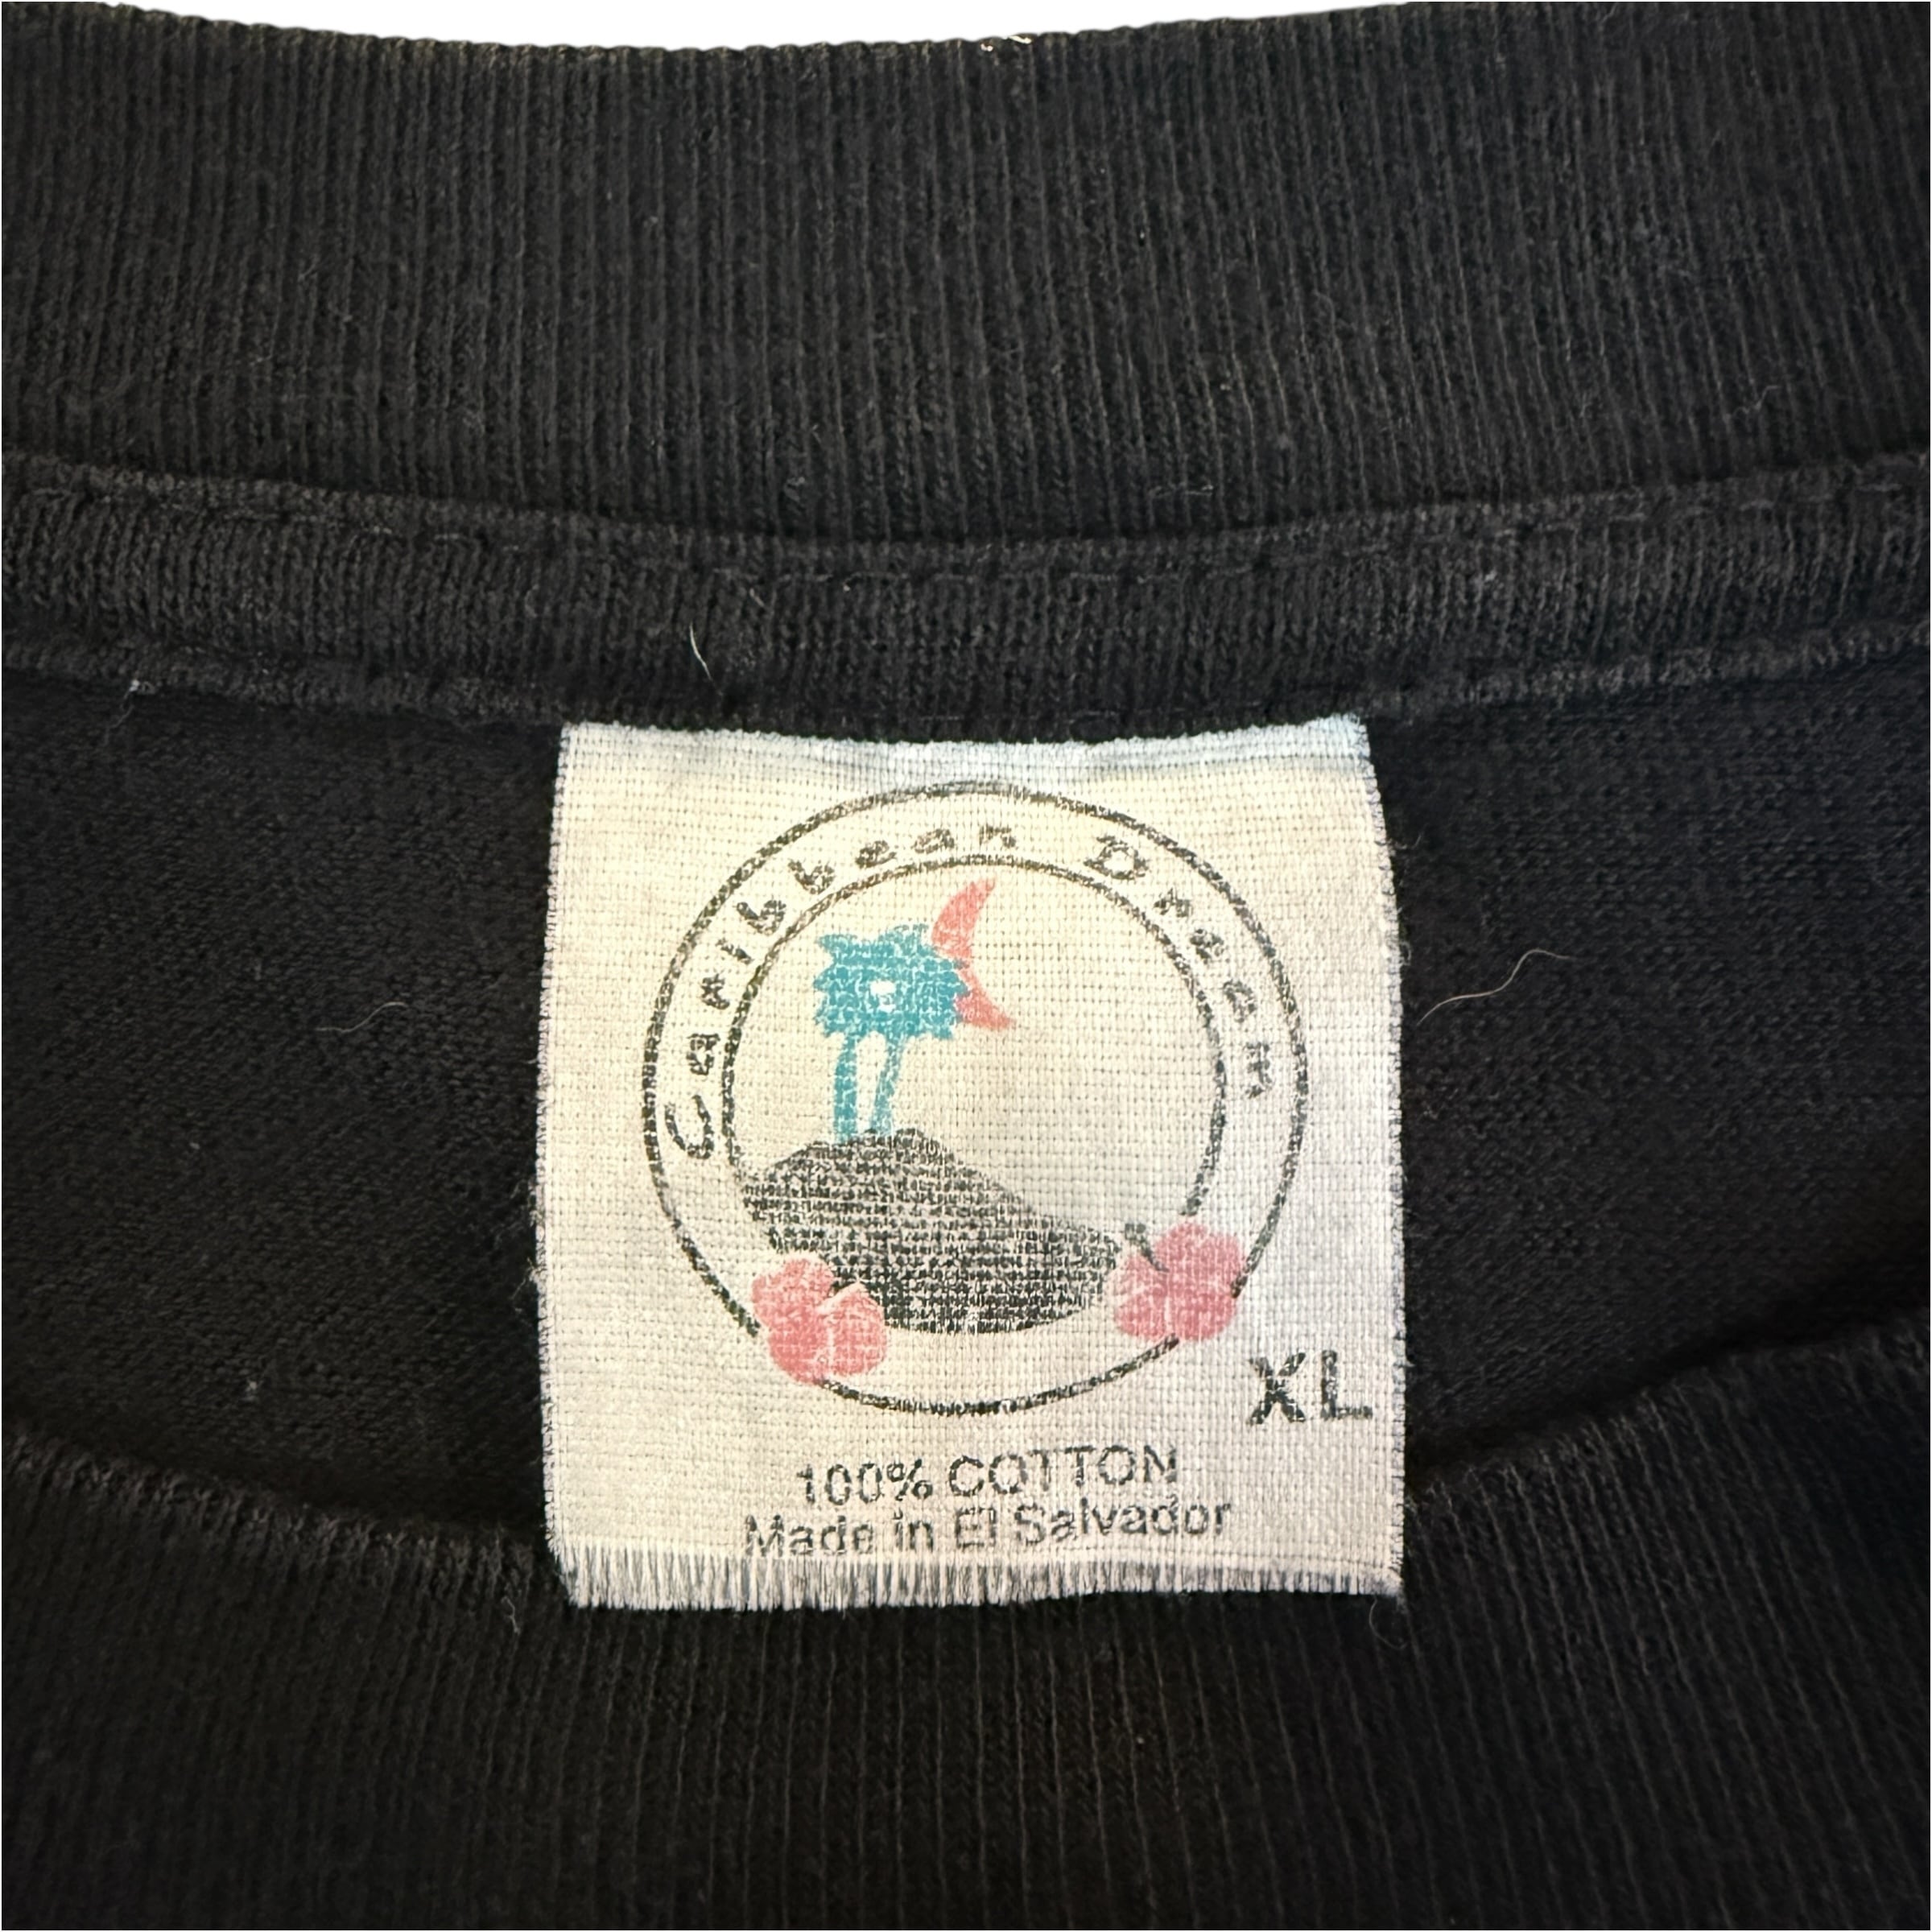 Caribbean Dream
XL
100% COTTON
Made in El Salvador